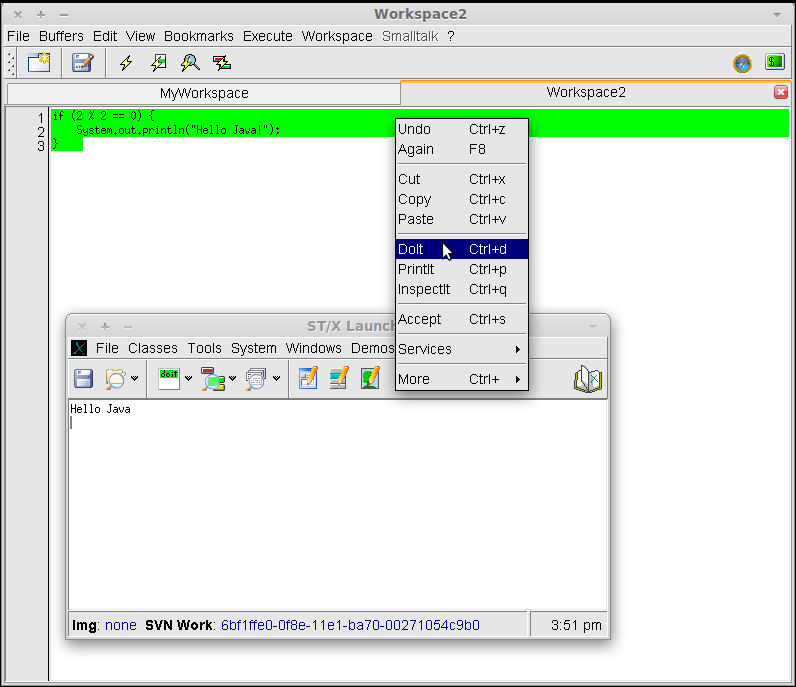 Workspace2
File Buffers Edit View Bookmarks Execute Workspace Smalltalk ?
MyWorkspace Workspace2
1 if (2 % 2 == 0) {
2 System.out.println("Hello Java!");
3 }
Undo Ctrl+z
Again F8
Cut Ctrl+x
Copy Ctrl+c
Paste Ctrl+v
DoIt Ctrl+d
PrintIt Ctrl+p
InspectIt Ctrl+q
Accept Ctrl+s
Services
More Ctrl+
ST/X Launch
File Classes Tools System Windows Demos
doit
Hello Java
Img: none SVN Work: 6bf1ffe0-0f8e-11e1-ba70-00271054c9b0 3:51 pm